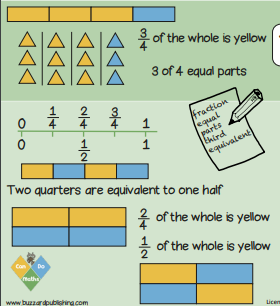 3/4 of the whole is yellow
3 of 4 equal parts
fraction
equal
parts
third
equivalent
0 1/4 2/4 3/4 1
0 1/2 1
Two quarters are equivalent to one half
2/4 of the whole is yellow
1/2 of the whole is yellow
Can Do
maths
www.buzzardpublishing.com